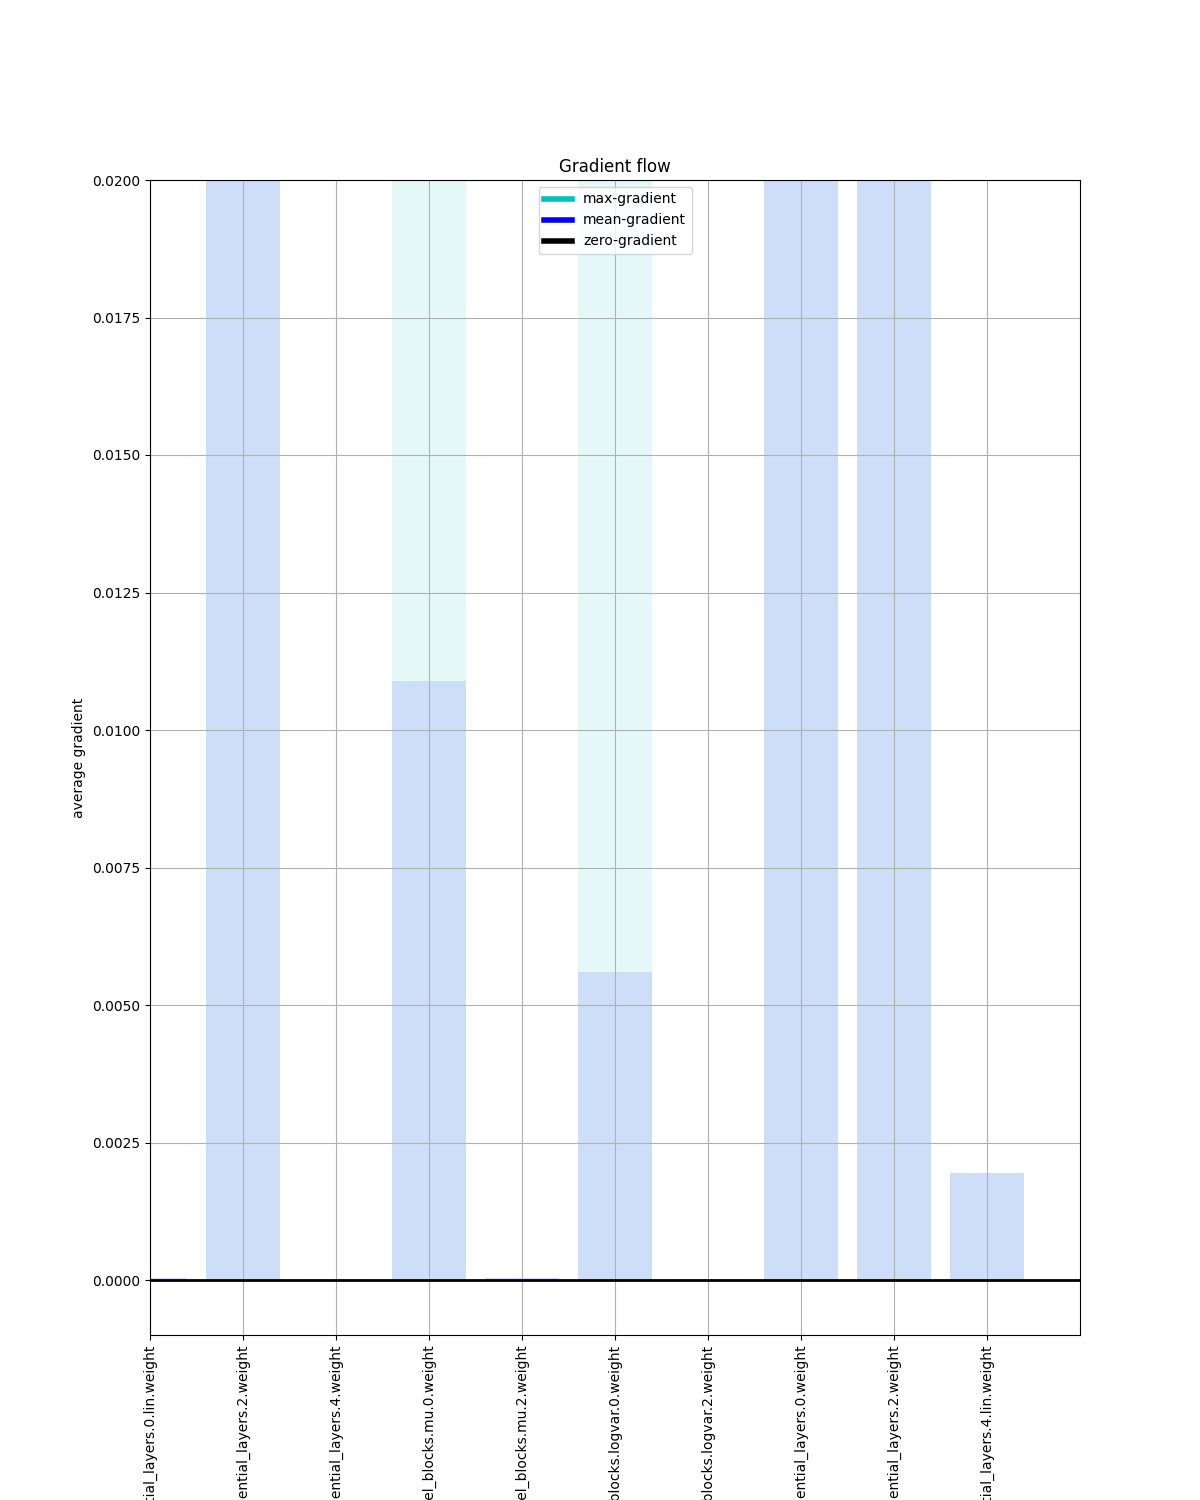 Gradient flow
max-gradient
mean-gradient
zero-gradient
0.0200
0.0175
0.0150
0.0125
0.0100
0.0075
0.0050
0.0025
0.0000
average gradient
tial_layers.0.lin.weight
ential_layers.2.weight
ential_layers.4.weight
el_blocks.mu.0.weight
el_blocks.mu.2.weight
blocks.logvar.0.weight
blocks.logvar.2.weight
ential_layers.0.weight
ential_layers.2.weight
tial_layers.4.lin.weight